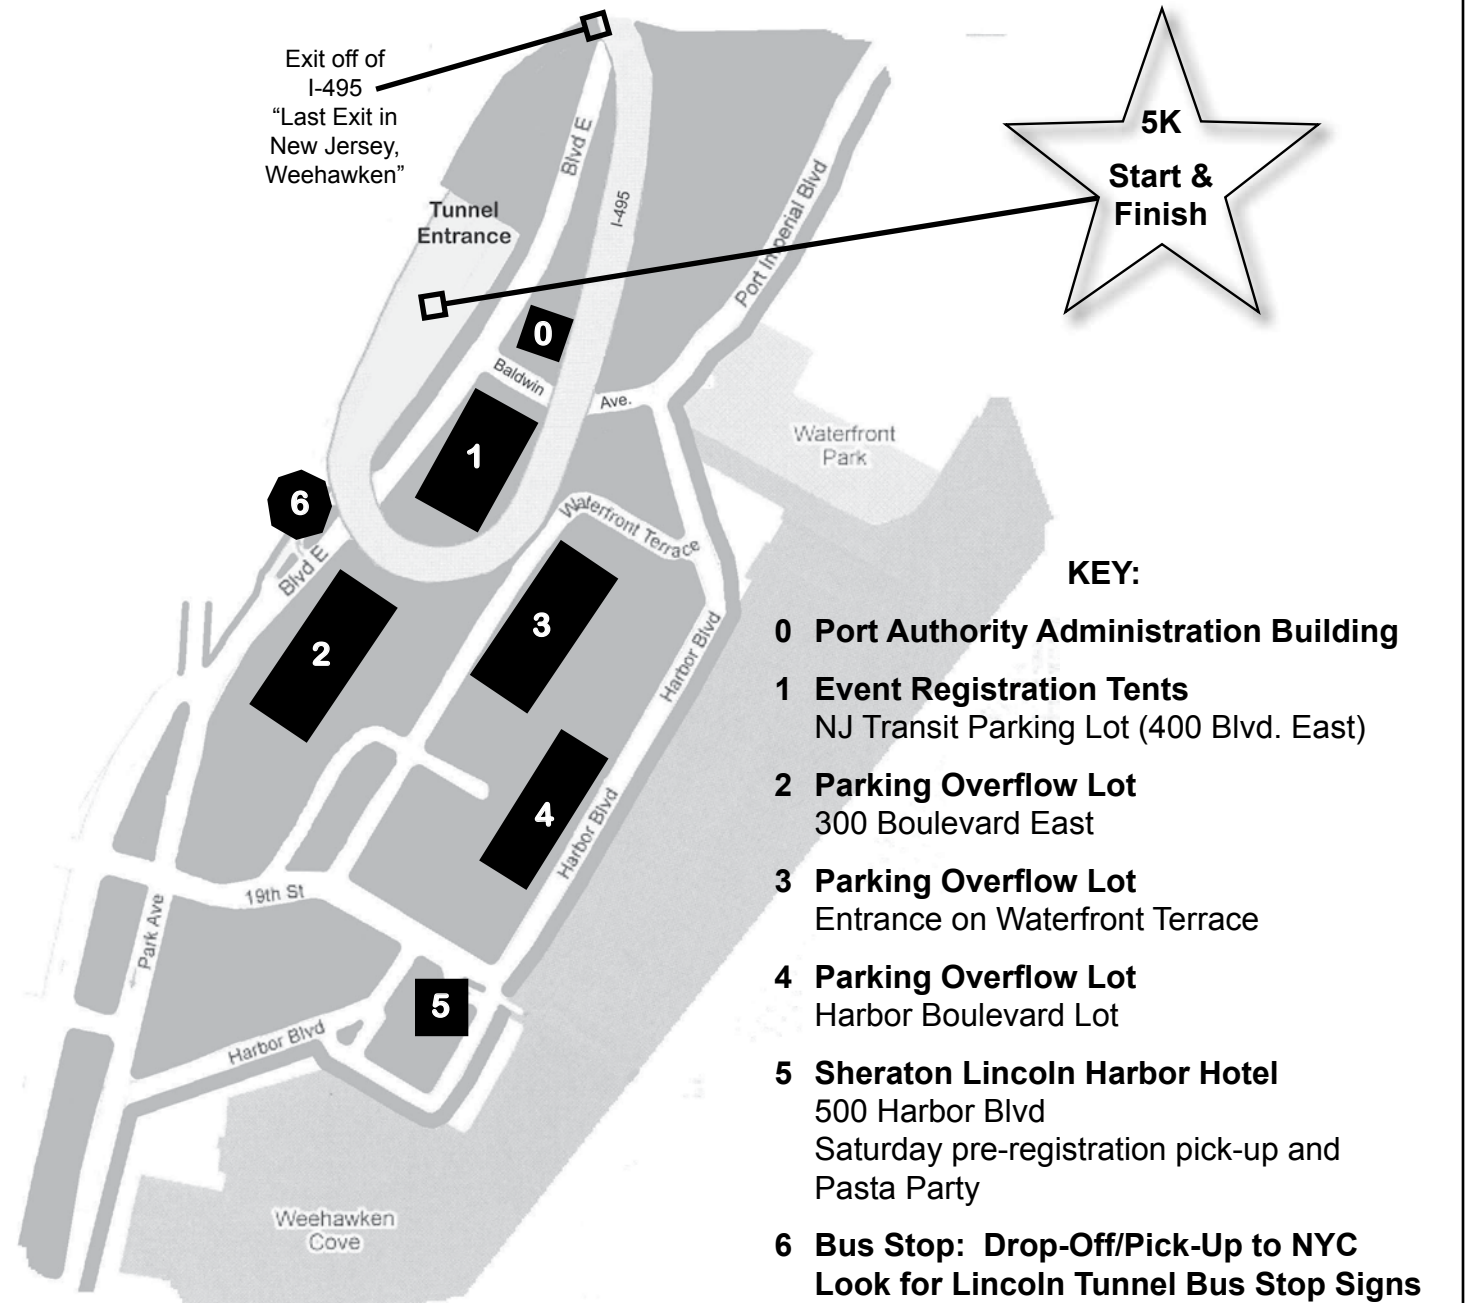 Exit off of
I-495
“Last Exit in
New Jersey,
Weehawken”
5K
Start &
Finish
Blvd E
I-495
Port Imperial Blvd
Tunnel
Entrance
0
Baldwin
Ave.
1
Waterfront
Park
6
Waterfront Terrace
Blvd E
2
3
Harbor Blvd
4
Harbor Blvd
19th St
Park Ave
5
Harbor Blvd
Weehawken
Cove
KEY:
0 Port Authority Administration Building
1 Event Registration Tents
NJ Transit Parking Lot (400 Blvd. East)
2 Parking Overflow Lot
300 Boulevard East
3 Parking Overflow Lot
Entrance on Waterfront Terrace
4 Parking Overflow Lot
Harbor Boulevard Lot
5 Sheraton Lincoln Harbor Hotel
500 Harbor Blvd
Saturday pre-registration pick-up and
Pasta Party
6 Bus Stop: Drop-Off/Pick-Up to NYC
Look for Lincoln Tunnel Bus Stop Signs